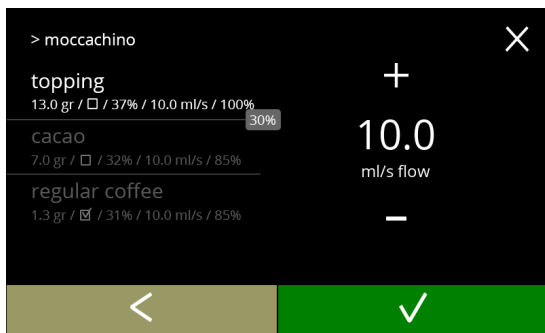 > moccachino
topping
13.0 gr / ☐ / 37% / 10.0 ml/s / 100%
30%
cacao
7.0 gr / ☐ / 32% / 10.0 ml/s / 85%
regular coffee
1.3 gr / ☑ / 31% / 10.0 ml/s / 85%
+
10.0
ml/s flow
−